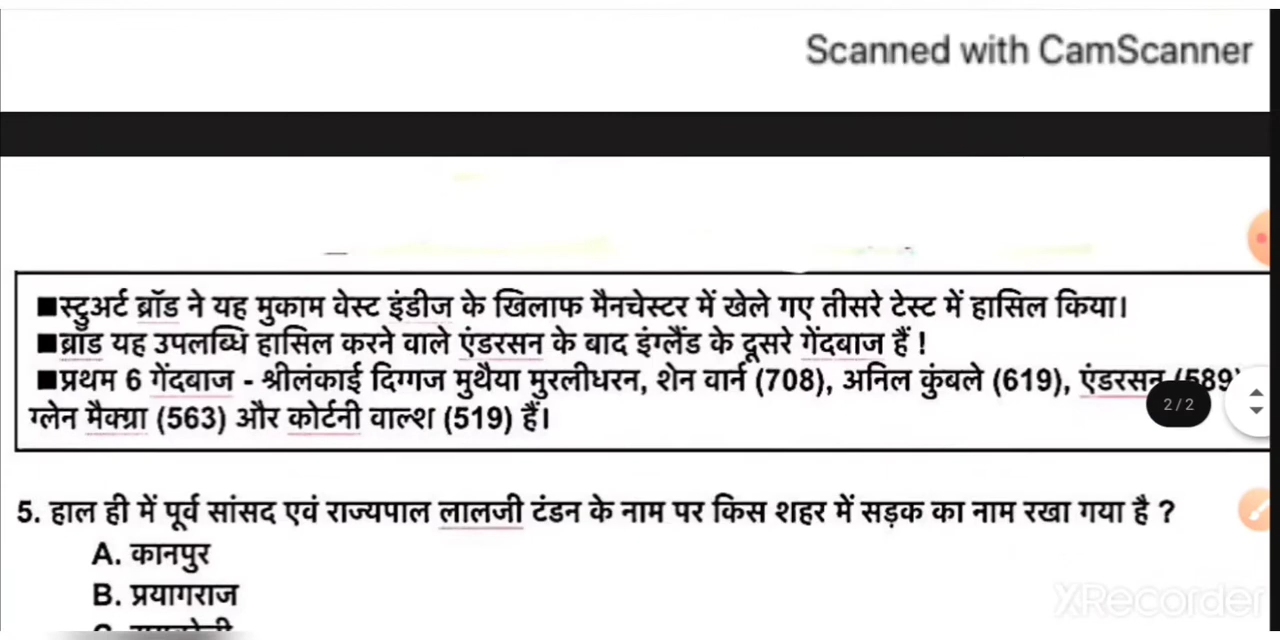 Scanned with CamScanner
■स्टुअर्ट ब्रॉड ने यह मुकाम वेस्ट इंडीज के खिलाफ मैनचेस्टर में खेले गए तीसरे टेस्ट में हासिल किया।
■ब्राड यह उपलब्धि हासिल करने वाले एंडरसन के बाद इंग्लैंड के दूसरे गेंदबाज हैं !
■प्रथम 6 गेंदबाज - श्रीलंकाई दिग्गज मुथैया मुरलीधरन, शेन वार्न (708), अनिल कुंबले (619), एंडरसन (589)
2 / 2
ग्लेन मैक्ग्रा (563) और कोर्टनी वाल्श (519) हैं।
5. हाल ही में पूर्व सांसद एवं राज्यपाल लालजी टंडन के नाम पर किस शहर में सड़क का नाम रखा गया है ?
A. कानपुर
B. प्रयागराज
XRecorder